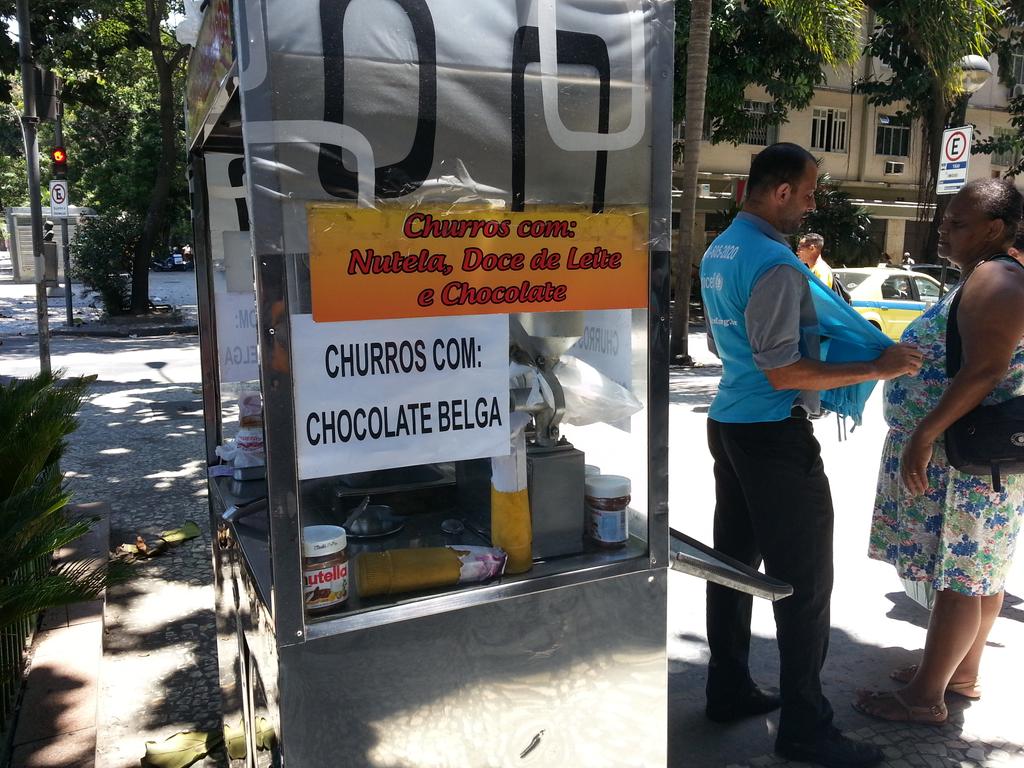 Churros com:
Nutela, Doce de Leite
e Chocolate
CHURROS COM:
CHOCOLATE BELGA
nutella
E
E